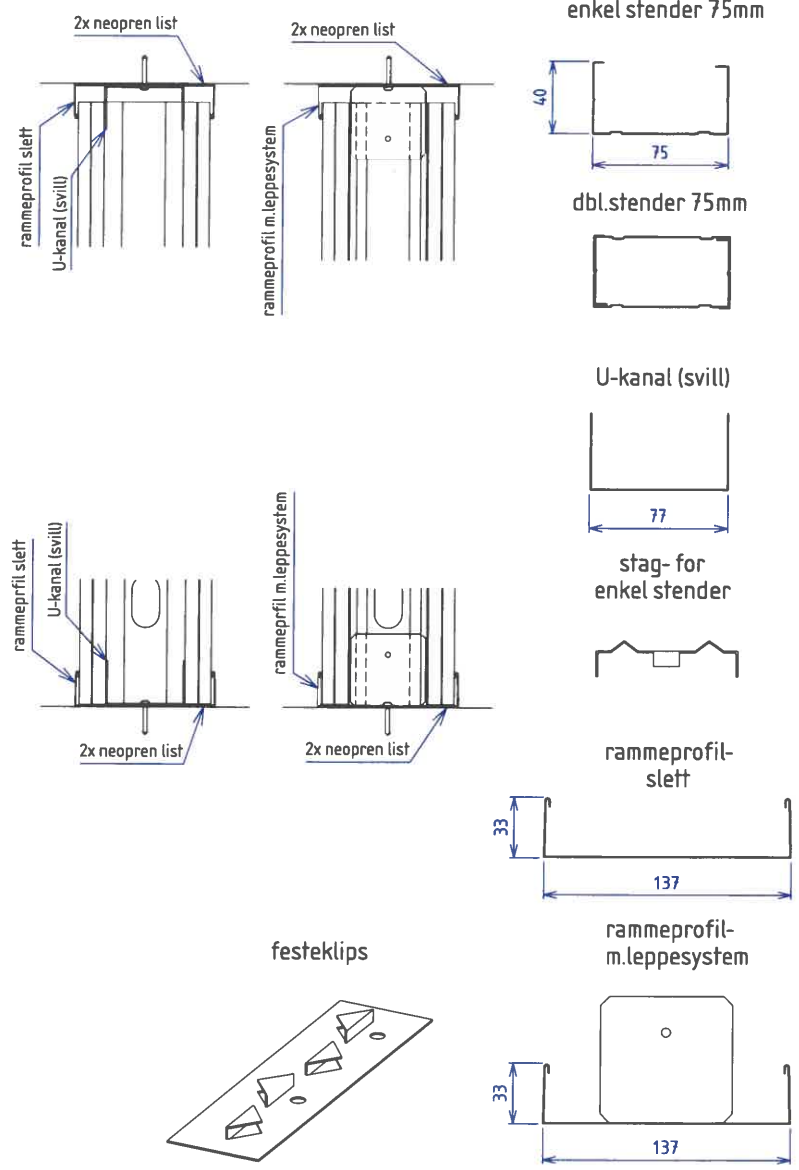 2x neopren list
2x neopren list
enkel stender 75mm
rammeprofil slett
U-kanal (svill)
rammeprofil m.leppesystem
40
75
dbl.stender 75mm
U-kanal (svill)
77
rammeprfil slett
U-kanal (svill)
rammeprfil m.leppesystem
2x neopren list
2x neopren list
stag- for
enkel stender
rammeprofil-
slett
33
137
festeklips
rammeprofil-
m.leppesystem
33
137